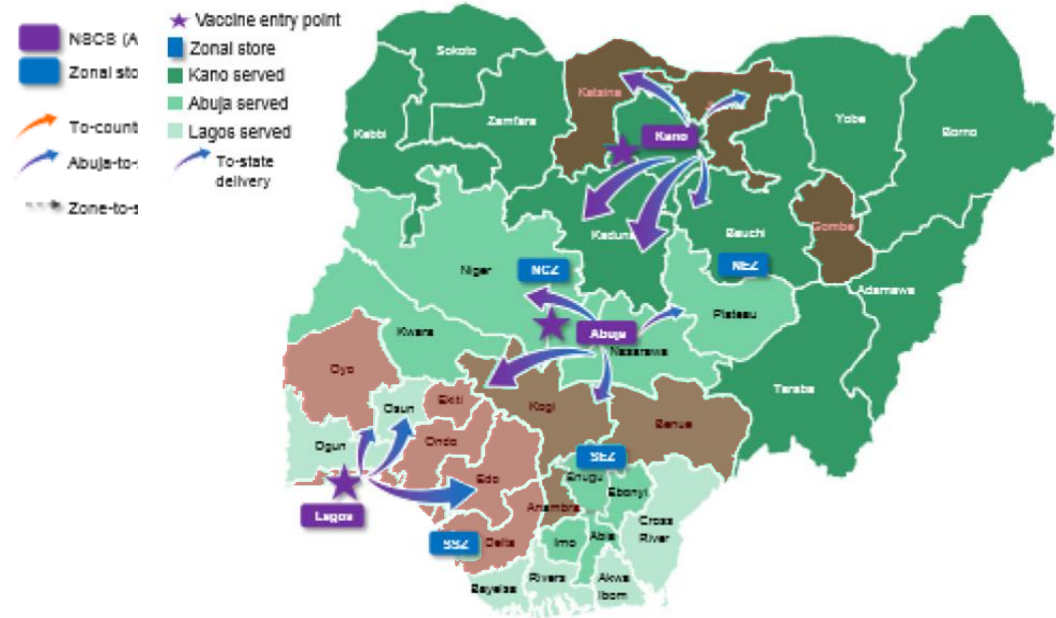 NSCS (A
Zonal sto
To-count
Abuja-to-
Zone-to-s
Vaccine entry point
Zonal store
Kano served
Abuja served
Lagos served
To-state
delivery
Sokoto
Katsina
Kebbi
Zamfara
Kano
Yobe
Borno
Kaduna
Bauchi
Gombe
NEZ
Adamawa
Niger
NCZ
Plateau
Kwara
Abuja
Nasarawa
Taraba
Oyo
Osun
Ekiti
Kogi
Benue
Ogun
Ondo
Edo
SEZ
Enugu
Ebonyi
Lagos
Anambra
Cross
River
SSZ
Delta
Imo
Abia
Bayelsa
Rivers
Akwa
Ibom